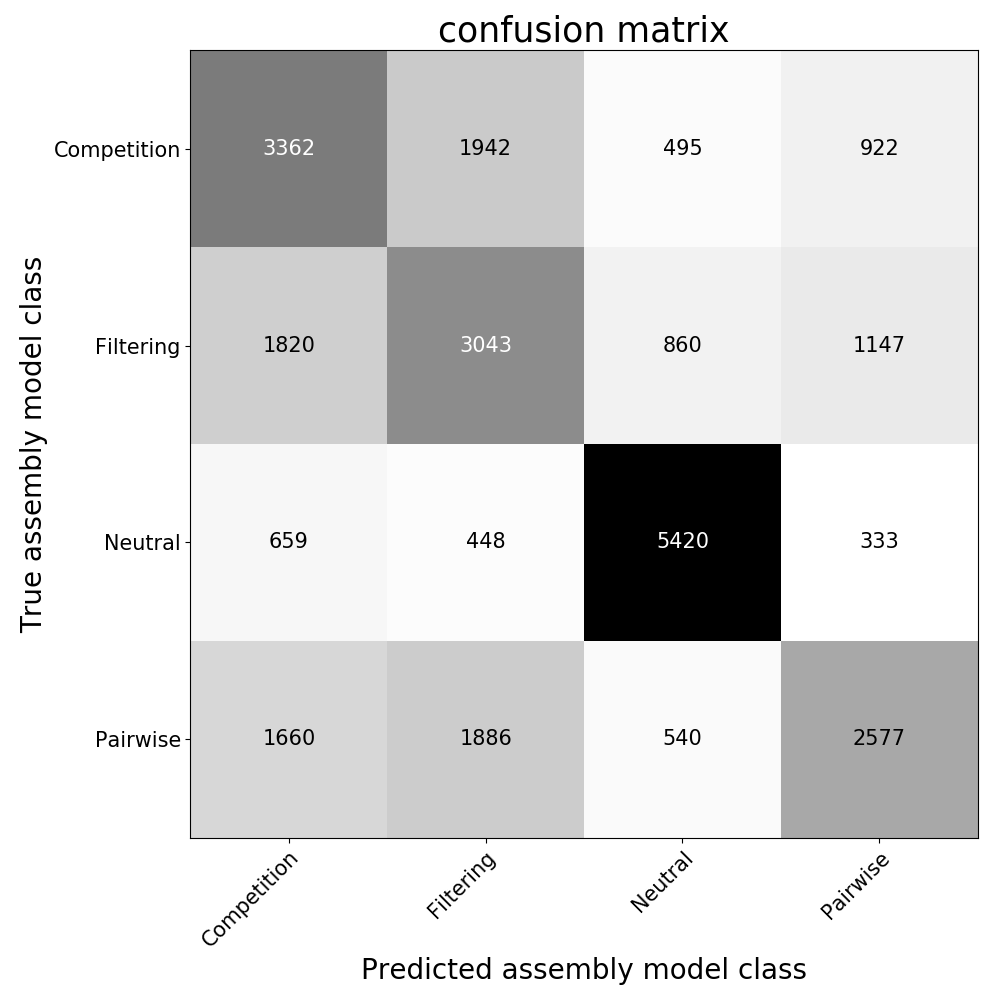 confusion matrix
Competition 3362 1942 495 922
Filtering 1820 3043 860 1147
Neutral 659 448 5420 333
Pairwise 1660 1886 540 2577
True assembly model class
Competition Filtering Neutral Pairwise
Predicted assembly model class